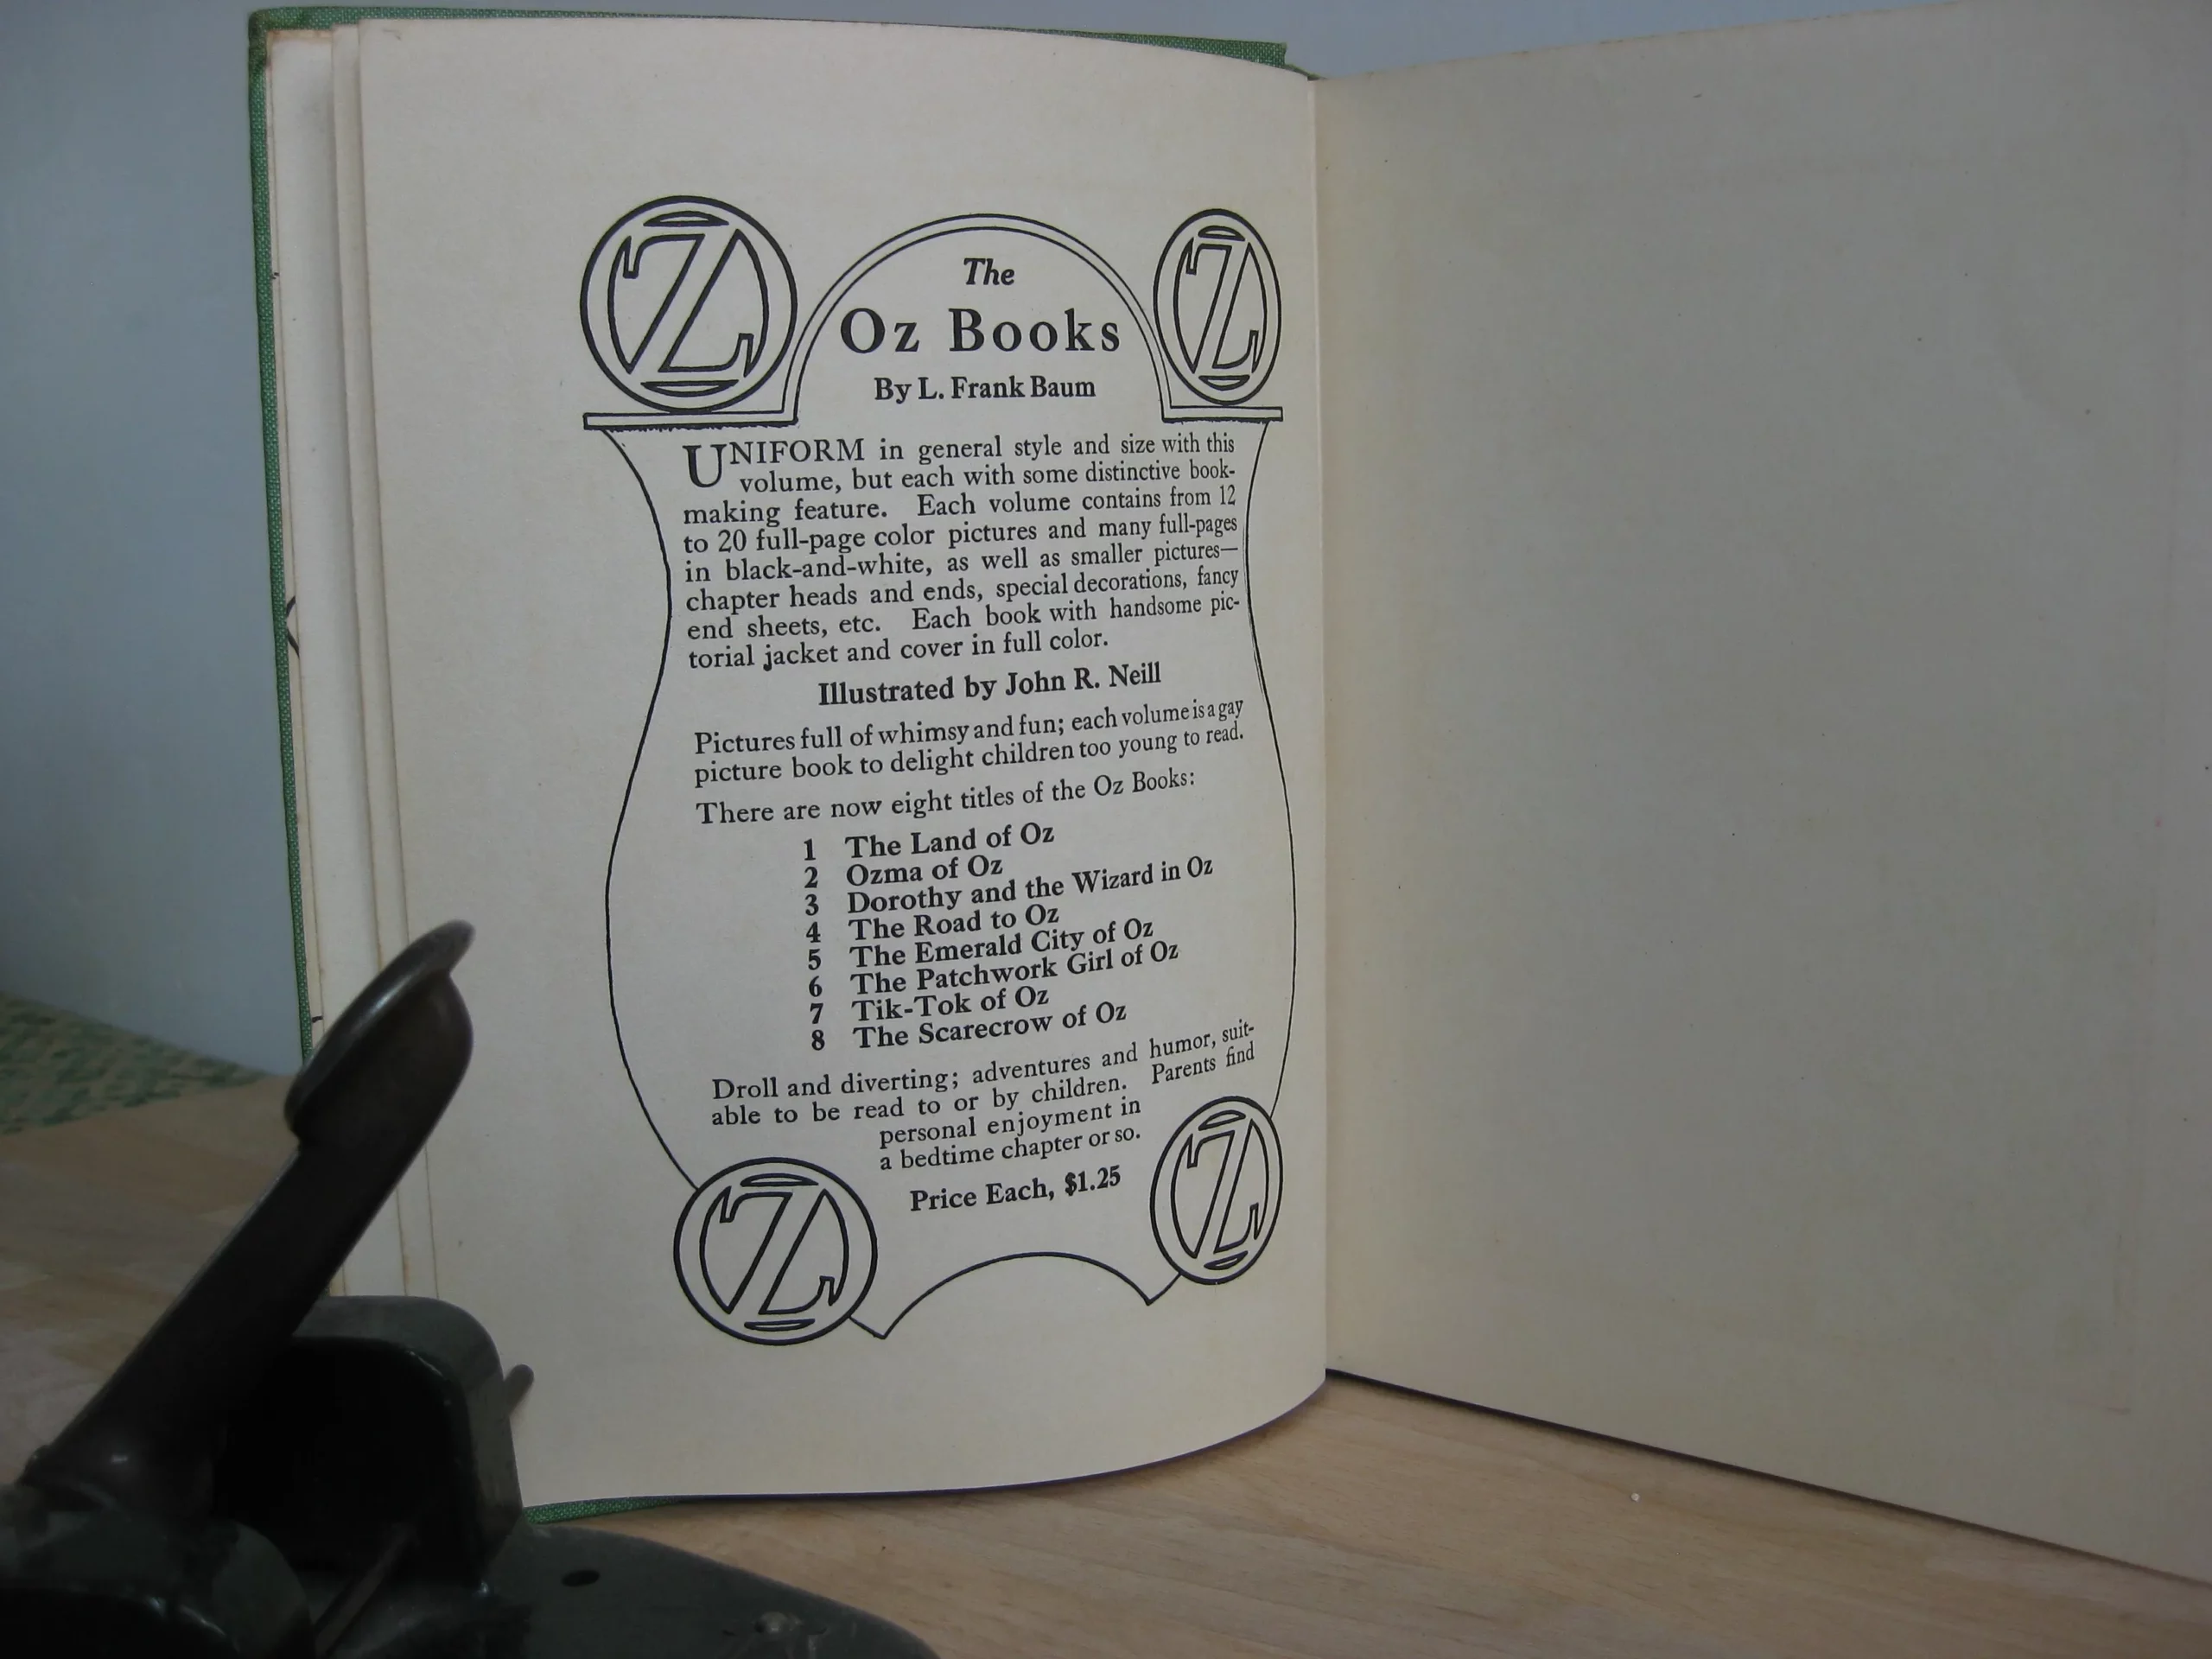 The
Oz Books
By L. Frank Baum
UNIFORM in general style and size with this
volume, but each with some distinctive book-
making feature. Each volume contains from 12
to 20 full-page color pictures and many full-pages
in black-and-white, as well as smaller pictures—
chapter heads and ends, special decorations, fancy
end sheets, etc. Each book with handsome pic-
torial jacket and cover in full color.
Illustrated by John R. Neill
Pictures full of whimsy and fun; each volume is a gay
picture book to delight children too young to read.
There are now eight titles of the Oz Books:
1 The Land of Oz
2 Ozma of Oz
3 Dorothy and the Wizard in Oz
4 The Road to Oz
5 The Emerald City of Oz
6 The Patchwork Girl of Oz
7 Tik-Tok of Oz
8 The Scarecrow of Oz
Droll and diverting; adventures and humor, suit-
able to be read to or by children. Parents find
personal enjoyment in
a bedtime chapter or so.
Price Each, $1.25
OZ
OZ
OZ
OZ